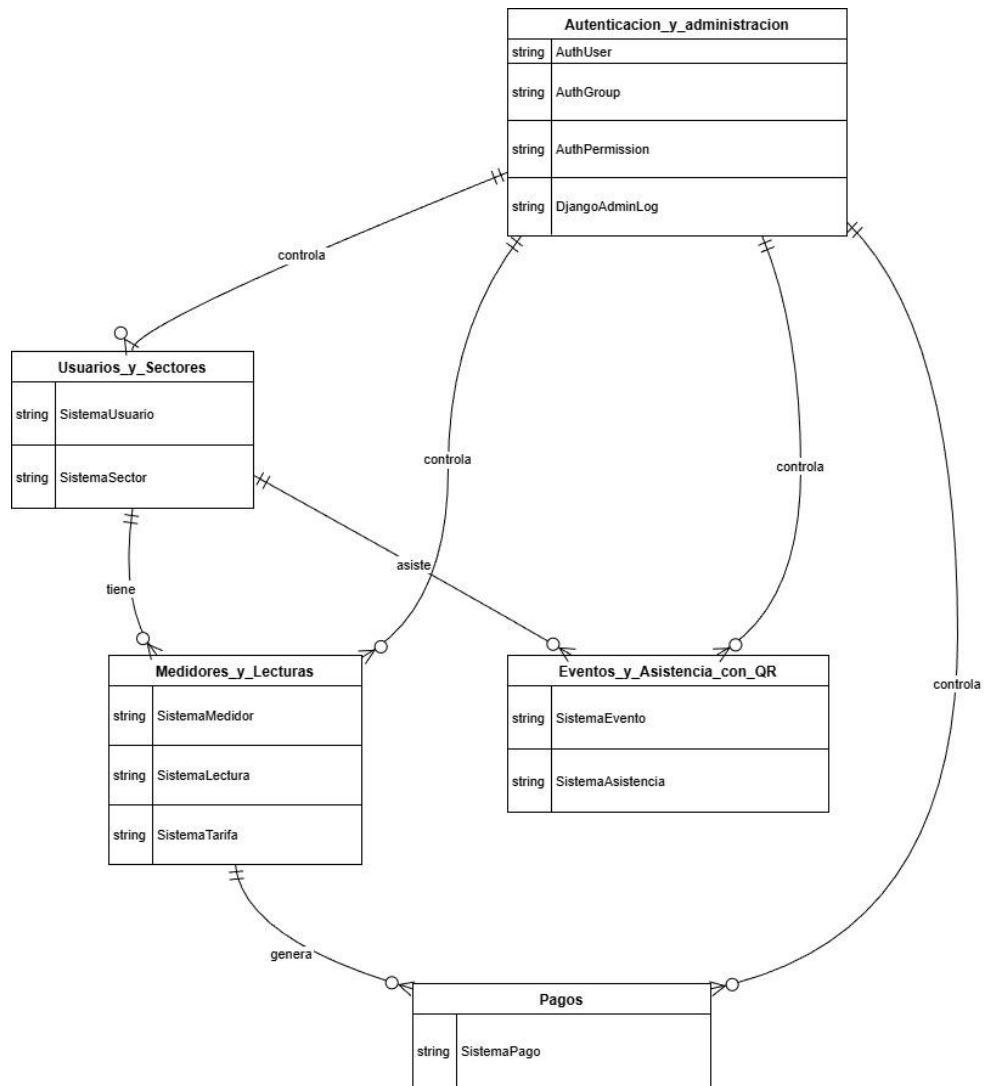 Autenticacion_y_administracion
string AuthUser
string AuthGroup
string AuthPermission
string DjangoAdminLog
controla
Usuarios_y_Sectores
string SistemaUsuario
string SistemaSector
controla
controla
asiste
tiene
Medidores_y_Lecturas
string SistemaMedidor
string SistemaLectura
string SistemaTarifa
Eventos_y_Asistencia_con_QR
string SistemaEvento
string SistemaAsistencia
controla
genera
Pagos
string SistemaPago